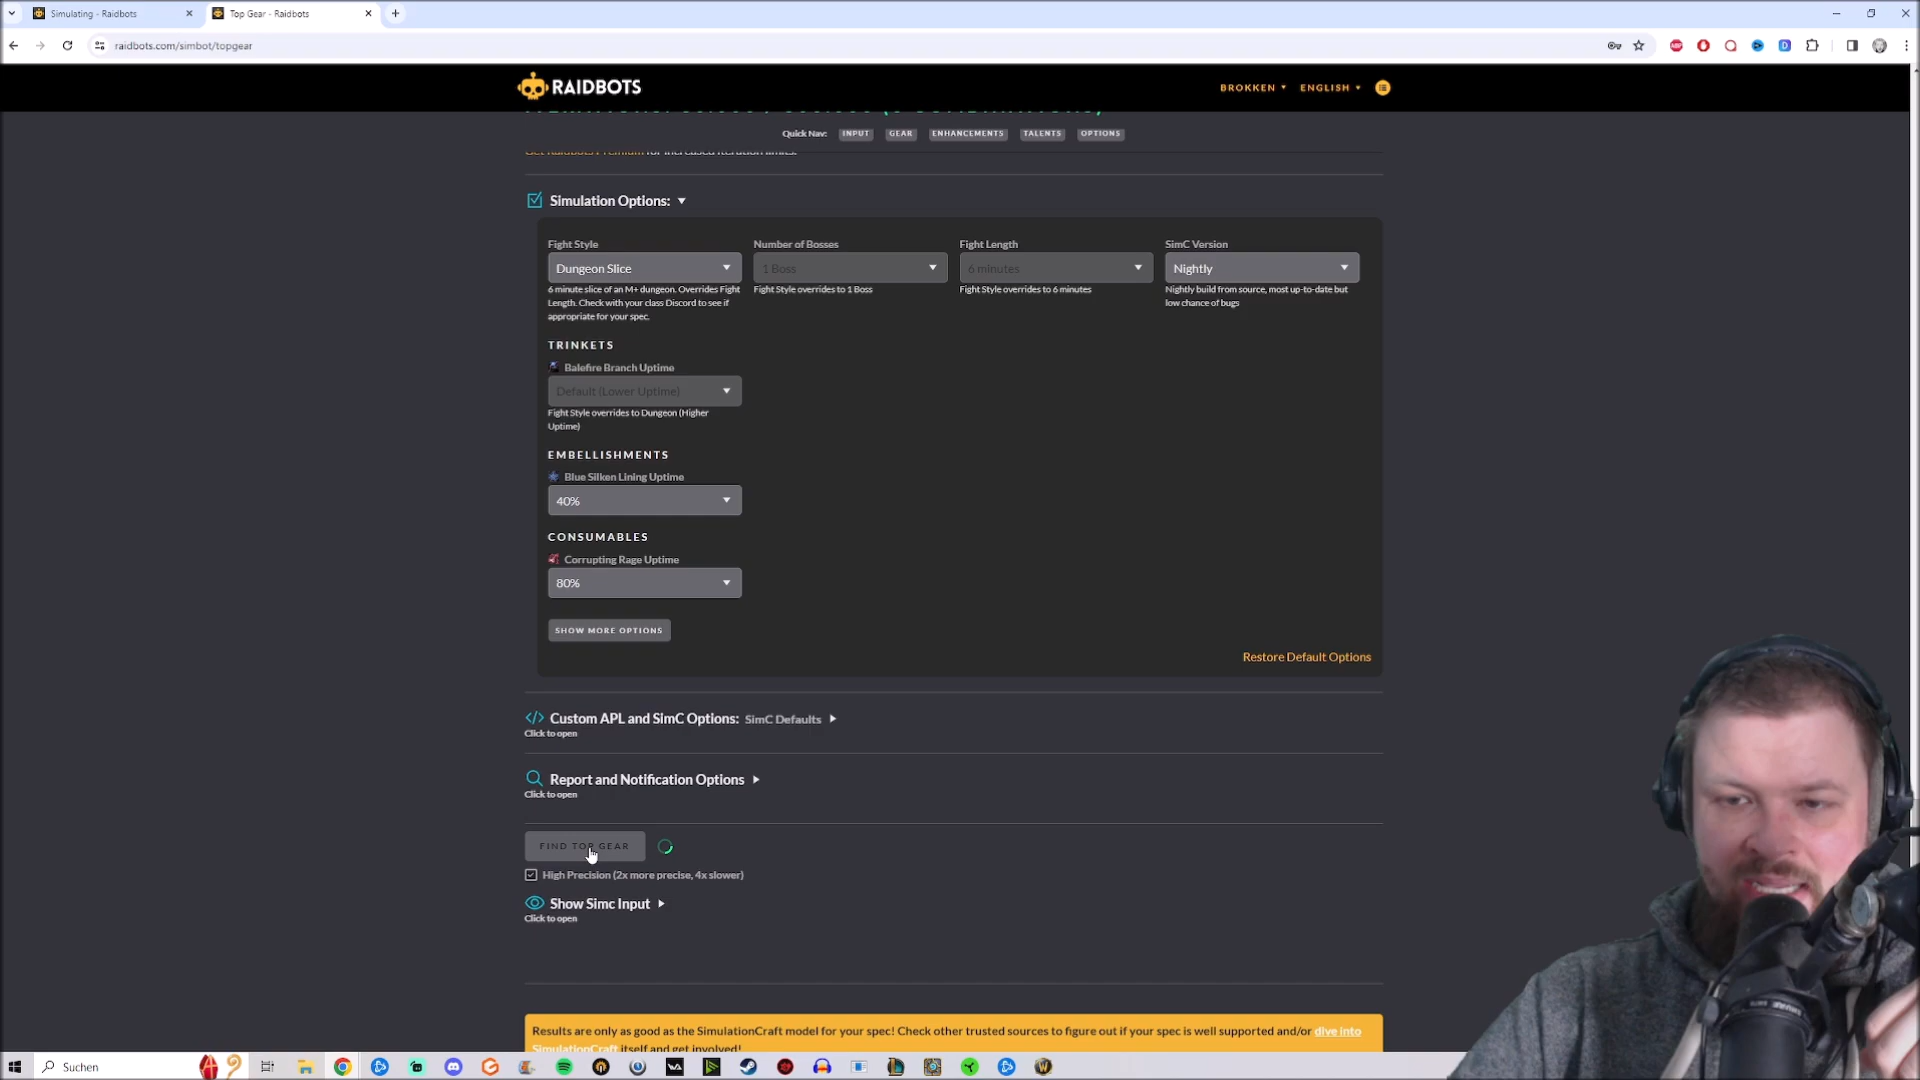 Simulating - Raidbots
Top Gear - Raidbots
raidbots.com/simbot/topgear
RAIDBOTS
BROKKEN
ENGLISH
Quick Nav: INPUT GEAR ENHANCEMENTS TALENTS OPTIONS
Get Raidbots Premium for increased iteration limits.
Simulation Options:
Fight Style
Number of Bosses
Fight Length
SimC Version
Dungeon Slice
1 Boss
6 minutes
Nightly
6 minute slice of an M+ dungeon. Overrides Fight
Length. Check with your class Discord to see if
appropriate for your spec.
Fight Style overrides to 1 Boss
Fight Style overrides to 6 minutes
Nightly build from source, most up-to-date but
low chance of bugs
TRINKETS
Balefire Branch Uptime
Default (Lower Uptime)
Fight Style overrides to Dungeon (Higher
Uptime)
EMBELLISHMENTS
Blue Silken Lining Uptime
40%
CONSUMABLES
Corrupting Rage Uptime
80%
SHOW MORE OPTIONS
Restore Default Options
Custom APL and SimC Options: SimC Defaults
Click to open
Report and Notification Options
Click to open
FIND TOP GEAR
High Precision (2x more precise, 4x slower)
Show Simc Input
Click to open
Results are only as good as the SimulationCraft model for your spec! Check other trusted sources to figure out if your spec is well supported and/or dive into
SimulationCraft itself and get involved!
Suchen